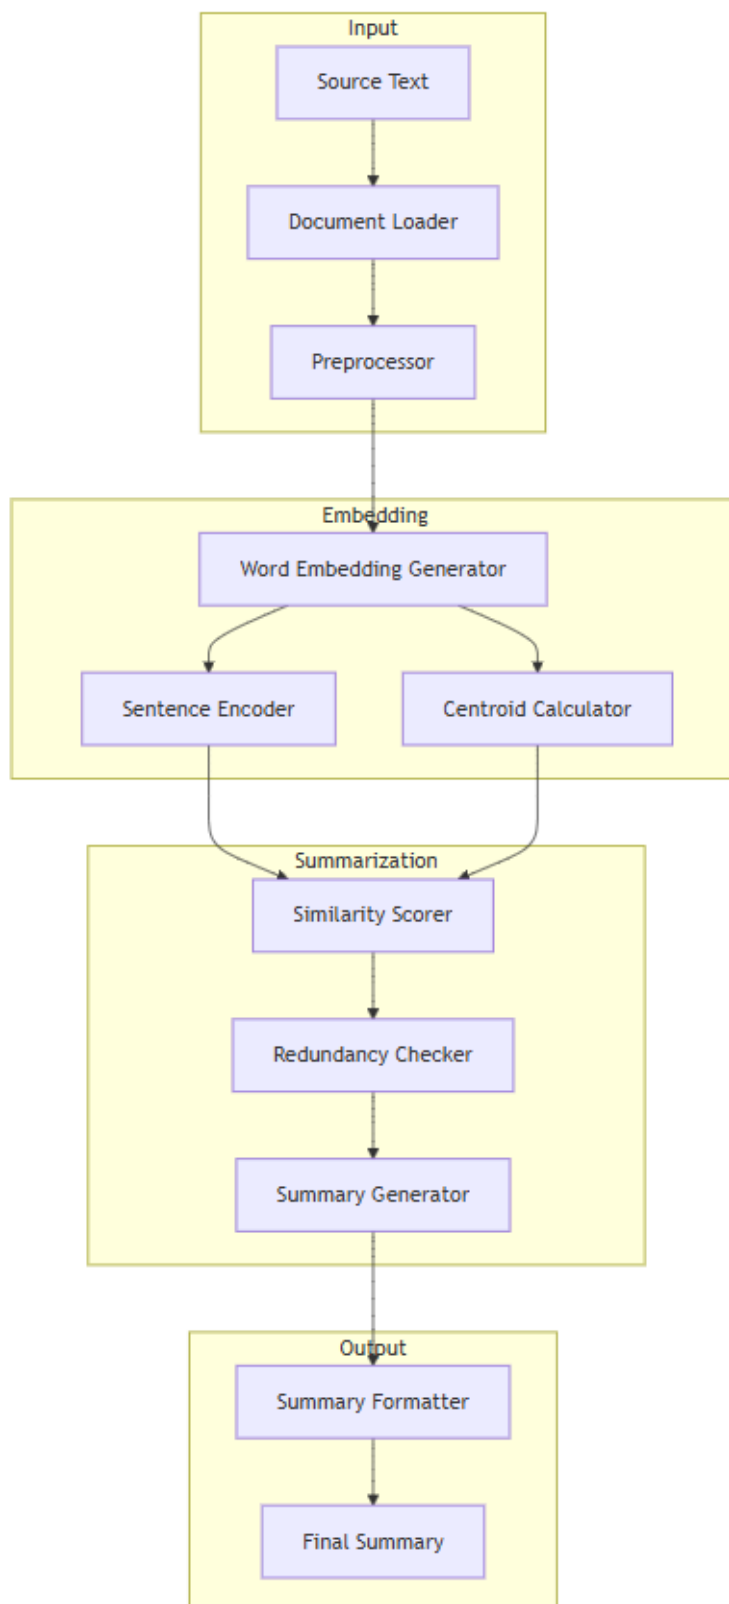 Input
Source Text
Document Loader
Preprocessor
Embedding
Word Embedding Generator
Sentence Encoder
Centroid Calculator
Summarization
Similarity Scorer
Redundancy Checker
Summary Generator
Output
Summary Formatter
Final Summary